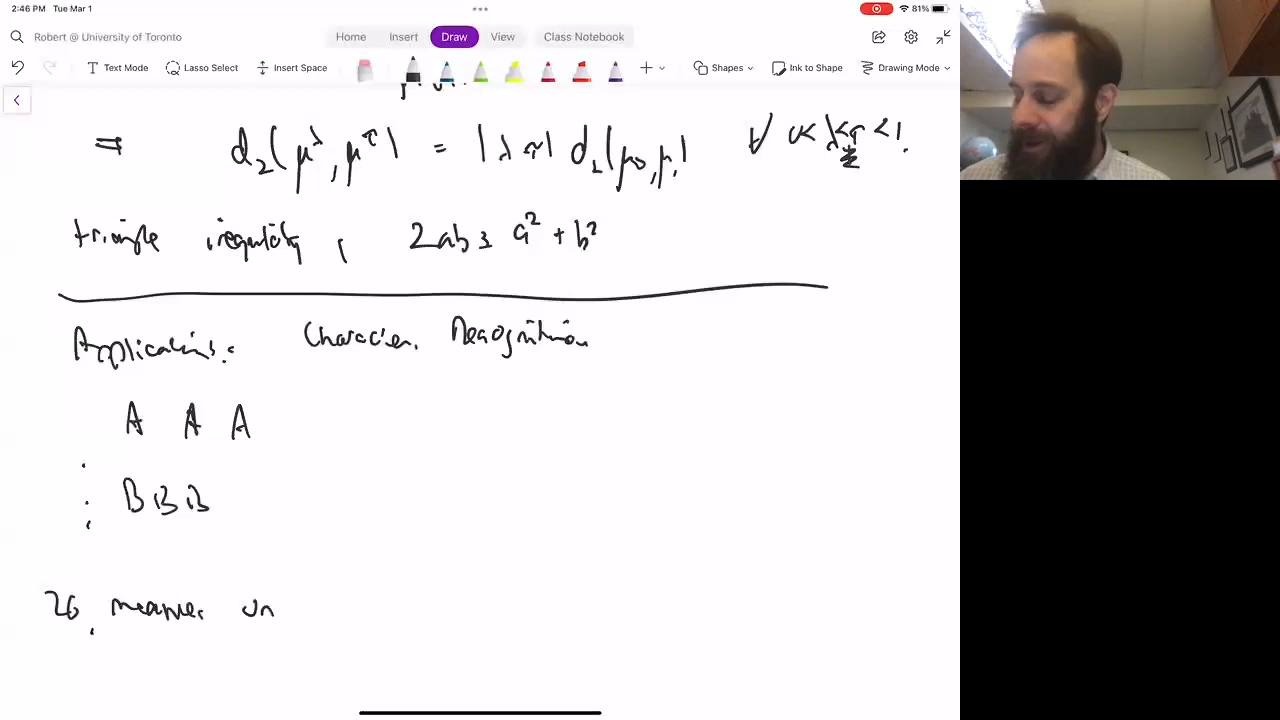 2:46 PM Tue Mar 1
81%
Robert @ University of Toronto
Home Insert Draw View Class Notebook
Text Mode Lasso Select Insert Space Shapes Ink to Shape Drawing Mode
⇒ d₂(μ^λ, μ^τ) = |λ-τ| d₂(μ₀, μ₁) ∀ 0<λ<τ<1.
triangle inequality, 2ab ≤ a² + b²
Applications: Character Recognition
A A A
B B B
26 measures on